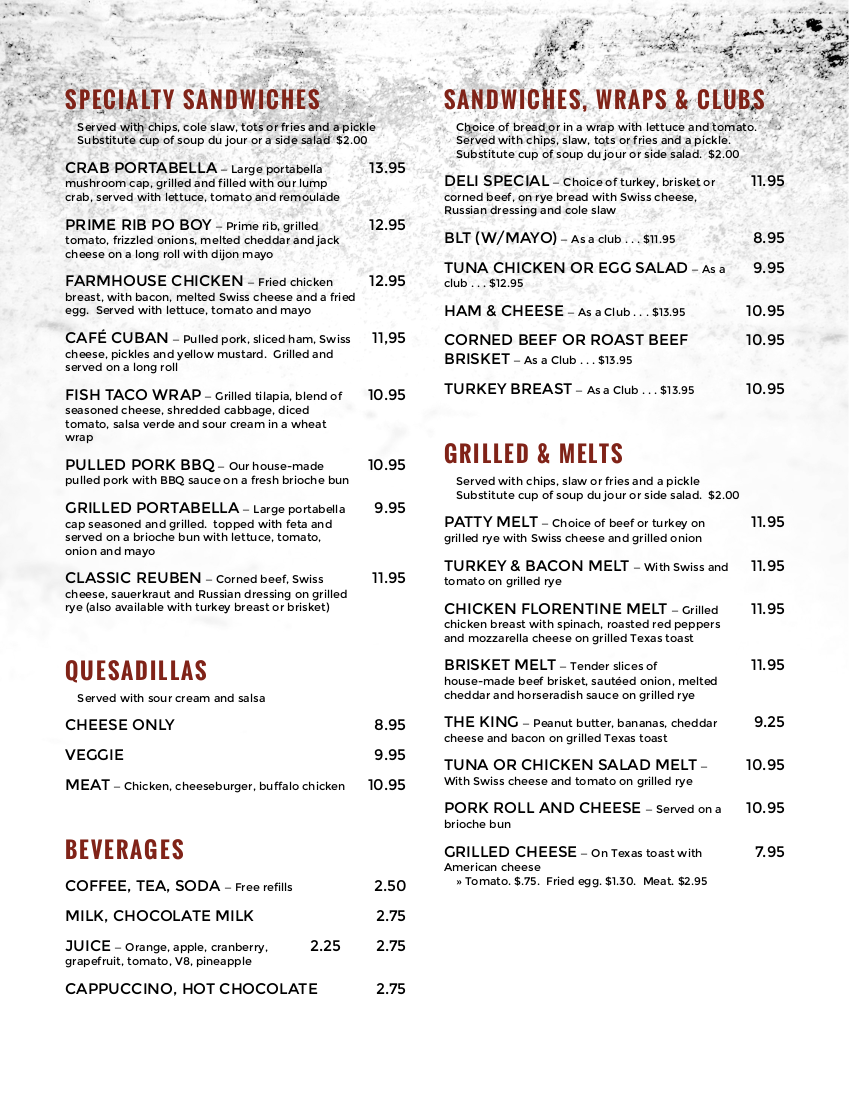 SPECIALTY SANDWICHES
Served with chips, cole slaw, tots or fries and a pickle
Substitute cup of soup du jour or a side salad $2.00
CRAB PORTABELLA – Large portabella 13.95
mushroom cap, grilled and filled with our lump
crab, served with lettuce, tomato and remoulade
PRIME RIB PO BOY – Prime rib, grilled 12.95
tomato, frizzled onions, melted cheddar and jack
cheese on a long roll with dijon mayo
FARMHOUSE CHICKEN – Fried chicken 12.95
breast, with bacon, melted Swiss cheese and a fried
egg. Served with lettuce, tomato and mayo
CAFÉ CUBAN – Pulled pork, sliced ham, Swiss 11,95
cheese, pickles and yellow mustard. Grilled and
served on a long roll
FISH TACO WRAP – Grilled tilapia, blend of 10.95
seasoned cheese, shredded cabbage, diced
tomato, salsa verde and sour cream in a wheat
wrap
PULLED PORK BBQ – Our house-made 10.95
pulled pork with BBQ sauce on a fresh brioche bun
GRILLED PORTABELLA – Large portabella 9.95
cap seasoned and grilled. topped with feta and
served on a brioche bun with lettuce, tomato,
onion and mayo
CLASSIC REUBEN – Corned beef, Swiss 11.95
cheese, sauerkraut and Russian dressing on grilled
rye (also available with turkey breast or brisket)
QUESADILLAS
Served with sour cream and salsa
CHEESE ONLY 8.95
VEGGIE 9.95
MEAT – Chicken, cheeseburger, buffalo chicken 10.95
BEVERAGES
COFFEE, TEA, SODA – Free refills 2.50
MILK, CHOCOLATE MILK 2.75
JUICE – Orange, apple, cranberry, 2.25 2.75
grapefruit, tomato, V8, pineapple
CAPPUCCINO, HOT CHOCOLATE 2.75
SANDWICHES, WRAPS & CLUBS
Choice of bread or in a wrap with lettuce and tomato.
Served with chips, slaw, tots or fries and a pickle.
Substitute cup of soup du jour or side salad. $2.00
DELI SPECIAL – Choice of turkey, brisket or 11.95
corned beef, on rye bread with Swiss cheese,
Russian dressing and cole slaw
BLT (W/MAYO) – As a club . . . $11.95 8.95
TUNA CHICKEN OR EGG SALAD – As a 9.95
club . . . $12.95
HAM & CHEESE – As a Club . . . $13.95 10.95
CORNED BEEF OR ROAST BEEF 10.95
BRISKET – As a Club . . . $13.95
TURKEY BREAST – As a Club . . . $13.95 10.95
GRILLED & MELTS
Served with chips, slaw or fries and a pickle
Substitute cup of soup du jour or side salad. $2.00
PATTY MELT – Choice of beef or turkey on 11.95
grilled rye with Swiss cheese and grilled onion
TURKEY & BACON MELT – With Swiss and 11.95
tomato on grilled rye
CHICKEN FLORENTINE MELT – Grilled 11.95
chicken breast with spinach, roasted red peppers
and mozzarella cheese on grilled Texas toast
BRISKET MELT – Tender slices of 11.95
house-made beef brisket, sautéed onion, melted
cheddar and horseradish sauce on grilled rye
THE KING – Peanut butter, bananas, cheddar 9.25
cheese and bacon on grilled Texas toast
TUNA OR CHICKEN SALAD MELT – 10.95
With Swiss cheese and tomato on grilled rye
PORK ROLL AND CHEESE – Served on a 10.95
brioche bun
GRILLED CHEESE – On Texas toast with 7.95
American cheese
» Tomato. $.75. Fried egg. $1.30. Meat. $2.95